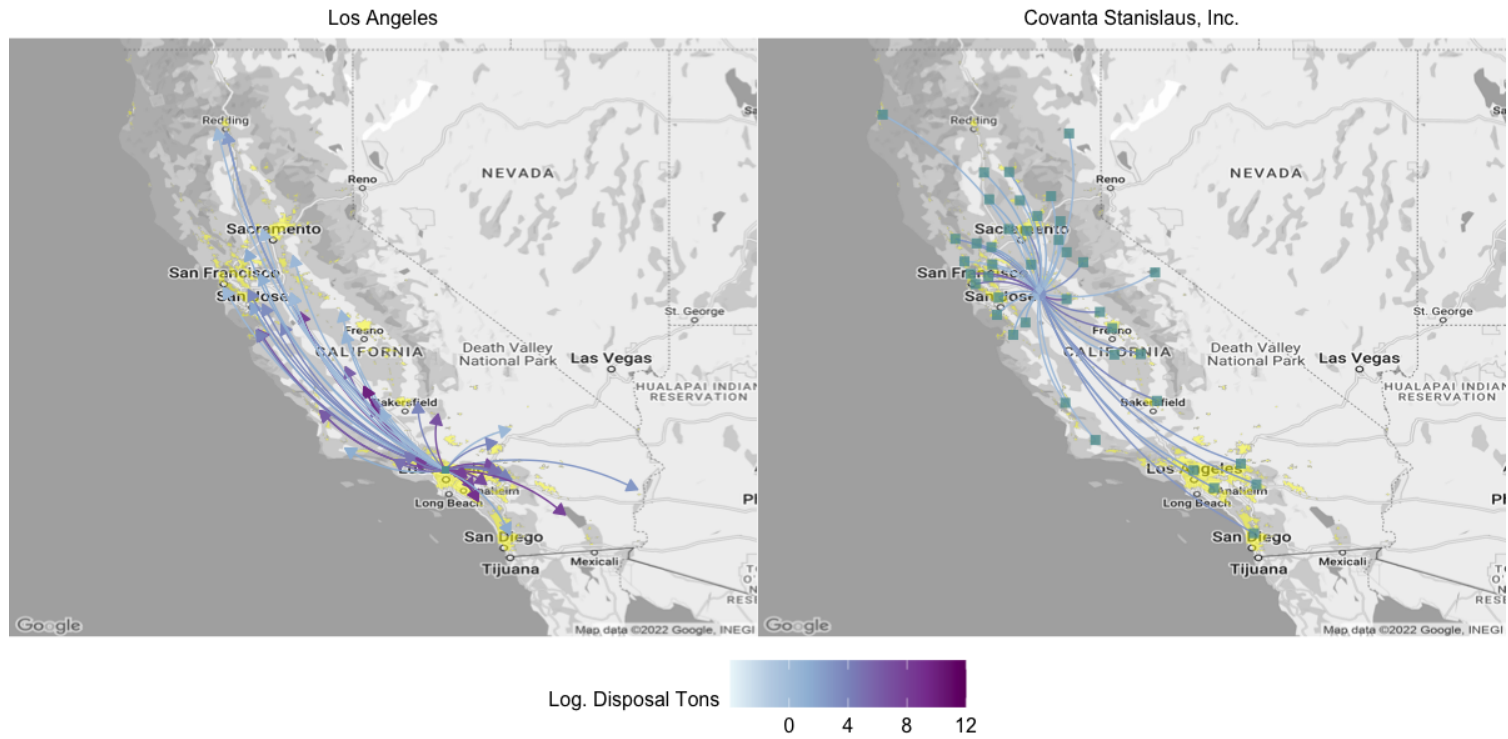 Los Angeles
Covanta Stanislaus, Inc.
Redding
Reno
NEVADA
Sacramento
San Francisco
San Jose
Fresno
CALIFORNIA
Death Valley
National Park
St. George
Las Vegas
HUALAPAI INDIAN
RESERVATION
Bakersfield
Anaheim
Long Beach
San Diego
Tijuana
Mexicali
Google
Map data ©2022 Google, INEGI
Redding
Reno
NEVADA
Sacramento
San Francisco
San Jose
Fresno
CALIFORNIA
Death Valley
National Park
St. George
Las Vegas
HUALAPAI INDIAN
RESERVATION
Bakersfield
Los Angeles
Anaheim
Long Beach
San Diego
Tijuana
Mexicali
Google
Map data ©2022 Google, INEGI
Log. Disposal Tons
0 4 8 12